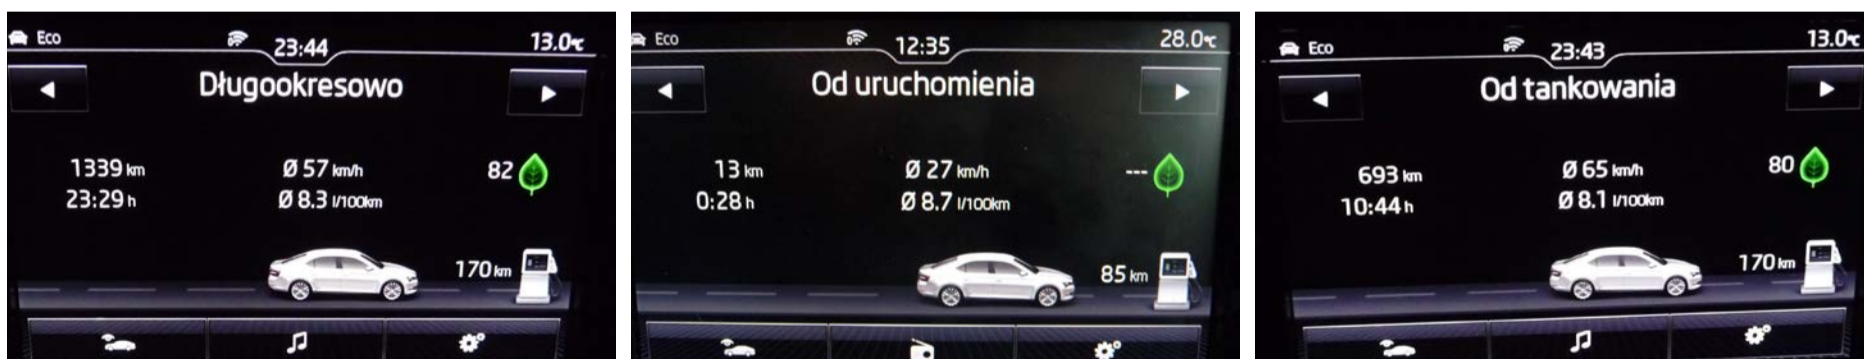 Eco 23:44 13.0°C
Długookresowo
1339 km Ø 57 km/h 82
23:29 h Ø 8.3 l/100km
170 km
Eco 12:35 28.0°C
Od uruchomienia
13 km Ø 27 km/h ---
0:28 h Ø 8.7 l/100km
85 km
Eco 23:43 13.0°C
Od tankowania
693 km Ø 65 km/h 80
10:44 h Ø 8.1 l/100km
170 km